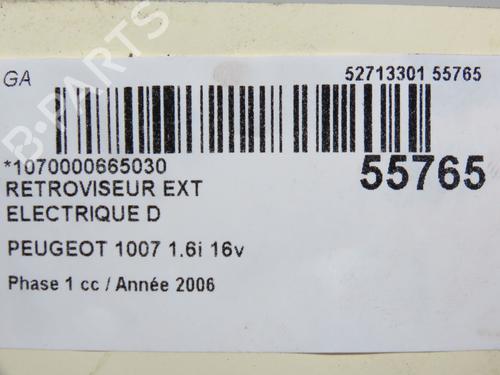 GA
52713301 55765
*1070000665030
55765
RETROVISEUR EXT
ELECTRIQUE D
PEUGEOT 1007 1.6i 16v
Phase 1 cc / Année 2006
B-PARTS